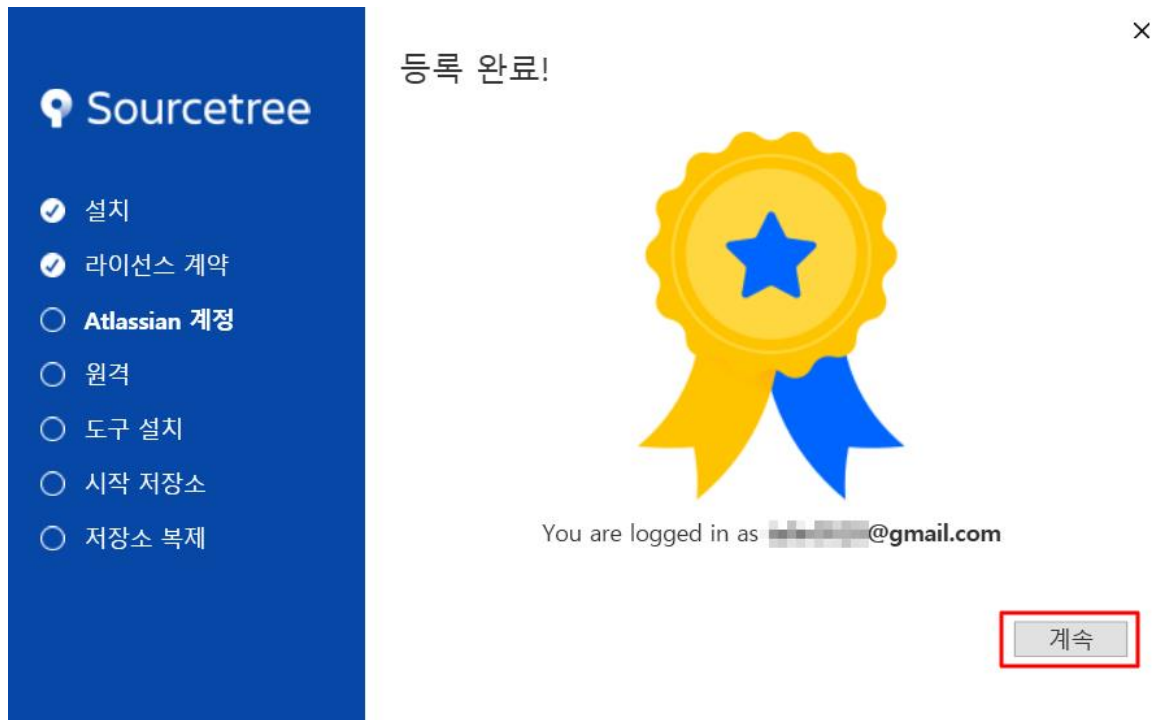 Sourcetree
설치
라이선스 계약
Atlassian 계정
원격
도구 설치
시작 저장소
저장소 복제
등록 완료!
You are logged in as @gmail.com
계속